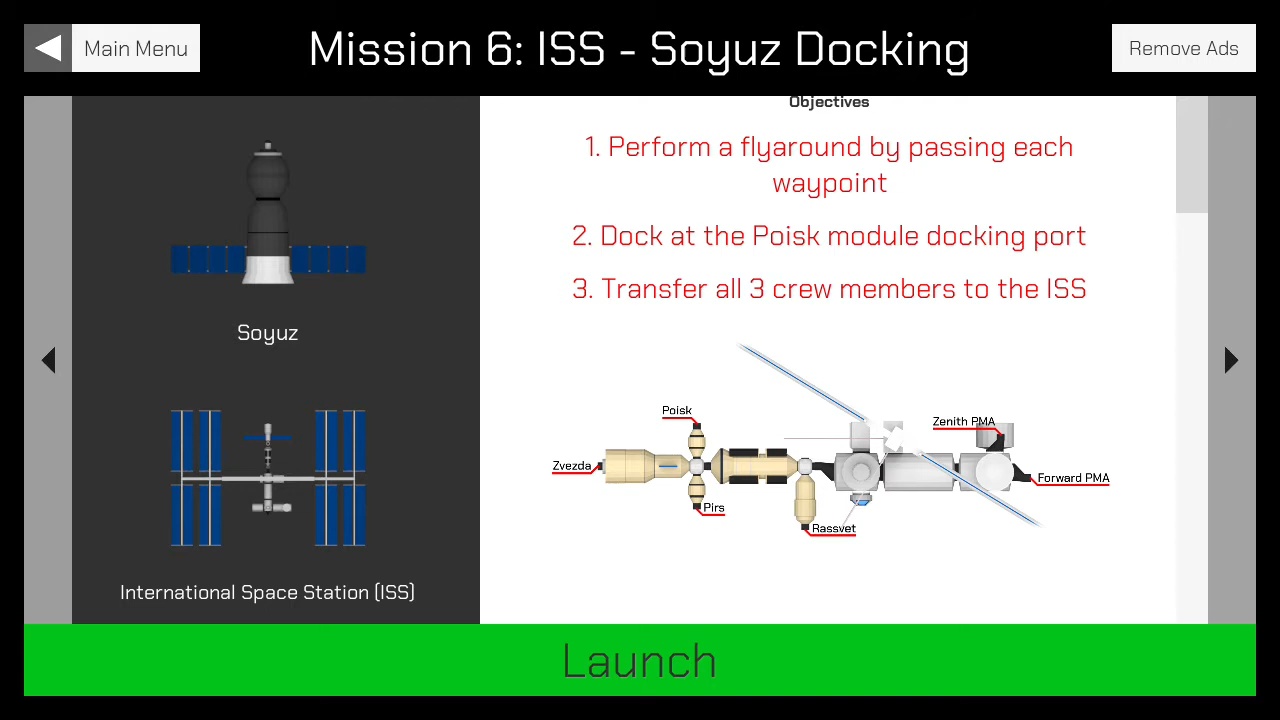 Main Menu
Mission 6: ISS - Soyuz Docking
Remove Ads
Soyuz
International Space Station (ISS)
Objectives
1. Perform a flyaround by passing each
waypoint
2. Dock at the Poisk module docking port
3. Transfer all 3 crew members to the ISS
Poisk
Zenith PMA
Zvezda
Forward PMA
Pirs
Rassvet
Launch